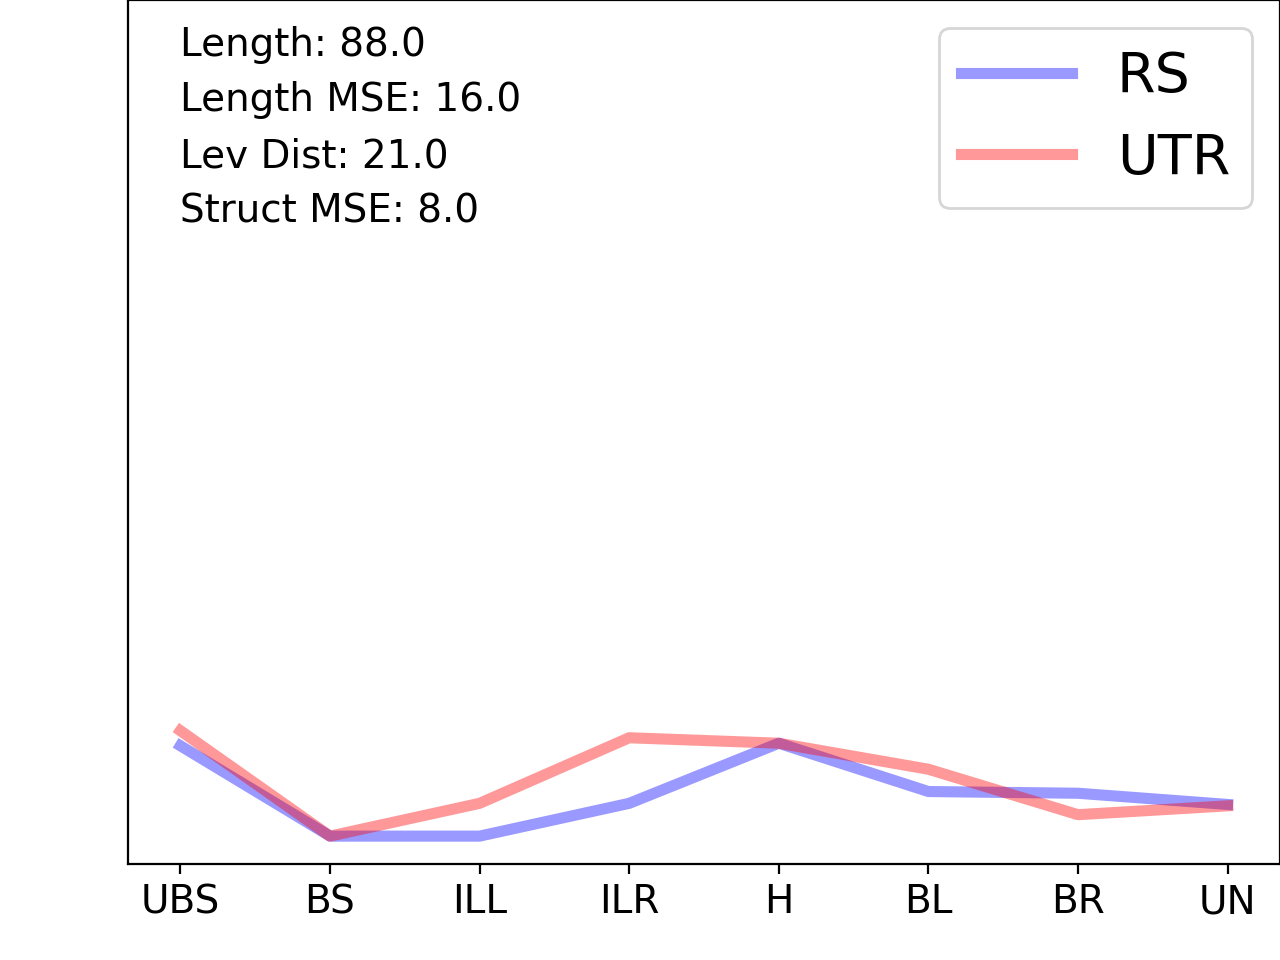 Length: 88.0
Length MSE: 16.0
Lev Dist: 21.0
Struct MSE: 8.0
RS
UTR
UBS BS ILL ILR H BL BR UN